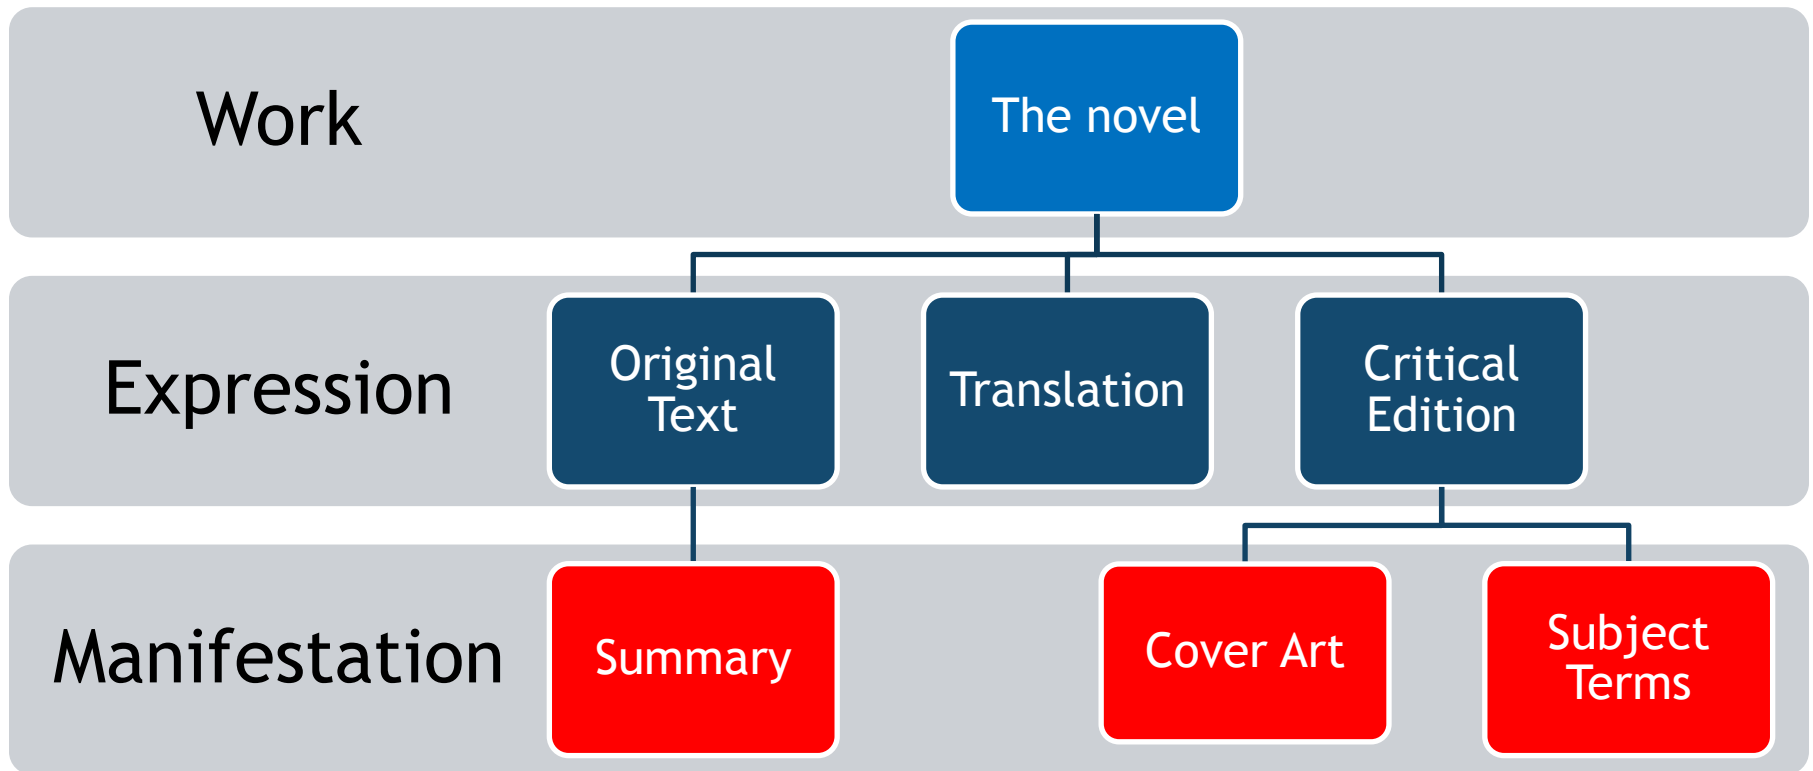 Work
The novel
Expression
Original
Text
Translation
Critical
Edition
Manifestation
Summary
Cover Art
Subject
Terms